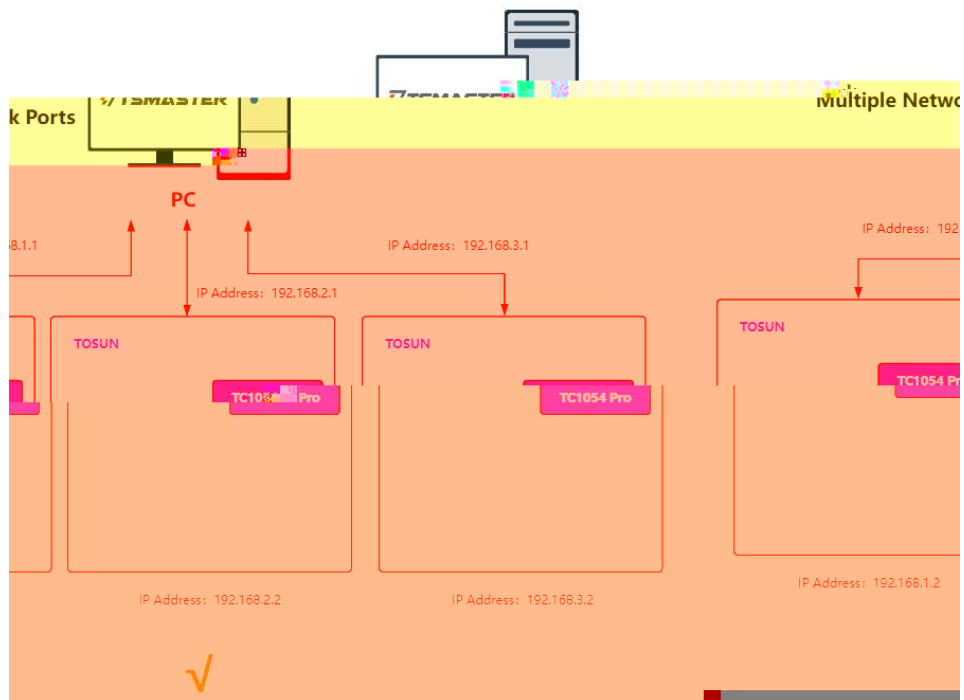 TSMASTER
Multiple Netwo
k Ports
TSMASTER
PC
IP Address: 192
8.1.1
IP Address: 192.168.3.1
IP Address: 192.168.2.1
TOSUN
TOSUN
TOSUN
TC1054 Pr
Pro
TC1054 Pro
IP Address: 192.168.1.2
IP Address: 192.168.2.2
IP Address: 192.168.3.2
√